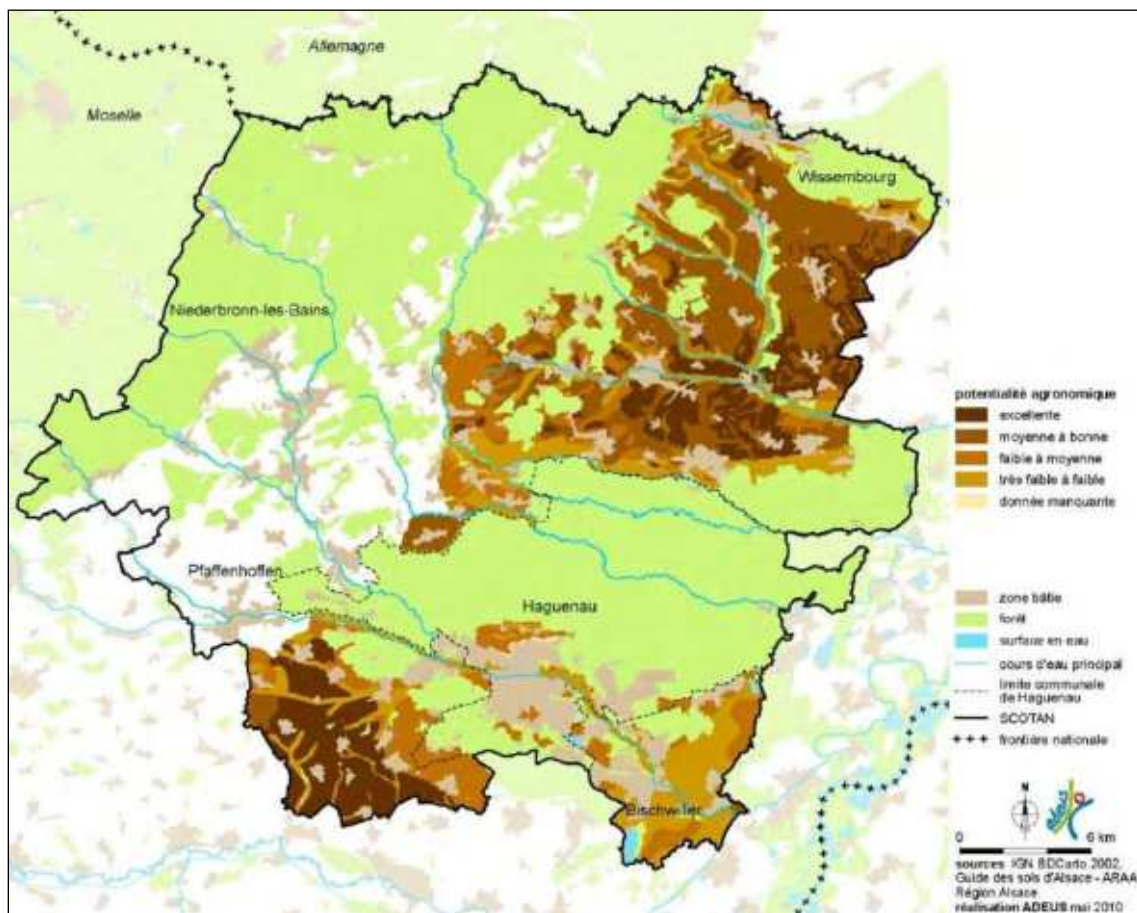 Allemagne
Moselle
Wissembourg
Niederbronn-les-Bains
Pfaffenhoffen
Haguenau
Bischwiller
potentialité agronomique
excellente
moyenne à bonne
faible à moyenne
très faible à faible
donnée manquante
zone bâtie
forêt
surface en eau
cours d'eau principal
limite communale
de Haguenau
SCOTAN
frontière nationale
N
adeus
0 6 km
sources IGN BDCarto 2002,
Guide des sols d'Alsace - ARAA
Région Alsace
réalisation ADEUS mai 2010